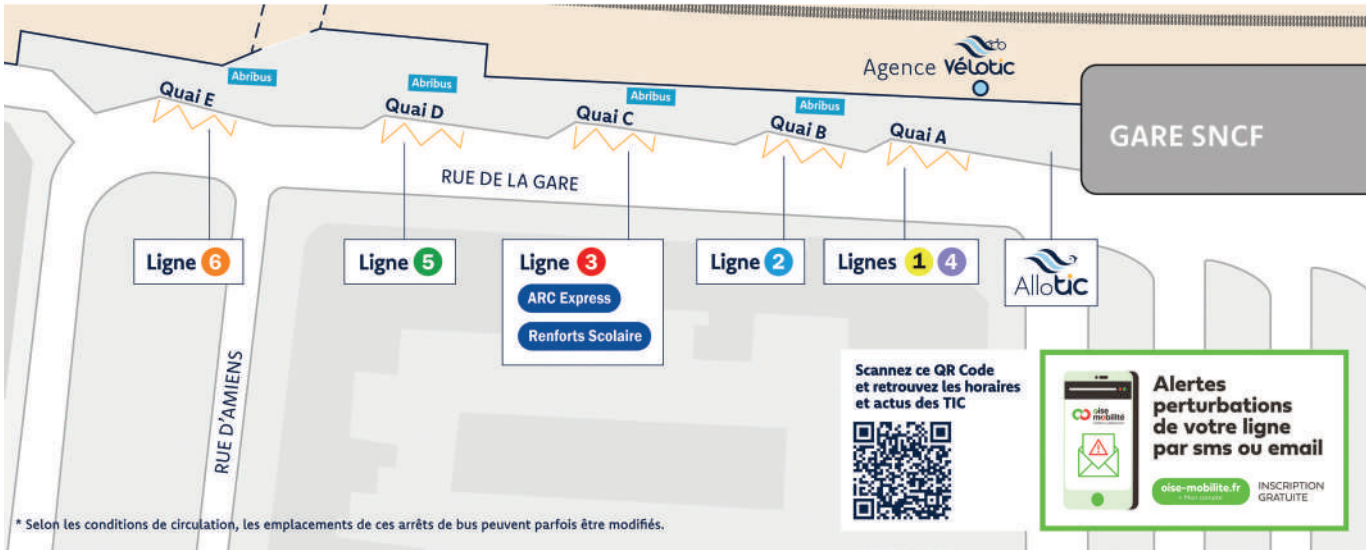 Agence Vélotic
Abribus
Abribus
Abribus
Abribus
Quai E
Quai D
Quai C
Quai B
Quai A
GARE SNCF
RUE DE LA GARE
Ligne 6
Ligne 5
Ligne 3
ARC Express
Renforts Scolaire
Ligne 2
Lignes 1 4
Allotic
RUE D'AMIENS
Scannez ce QR Code
et retrouvez les horaires
et actus des TIC
oise
mobilité
Alertes
perturbations
de votre ligne
par sms ou email
oise-mobilite.fr
> Mon compte
INSCRIPTION
GRATUITE
* Selon les conditions de circulation, les emplacements de ces arrêts de bus peuvent parfois être modifiés.